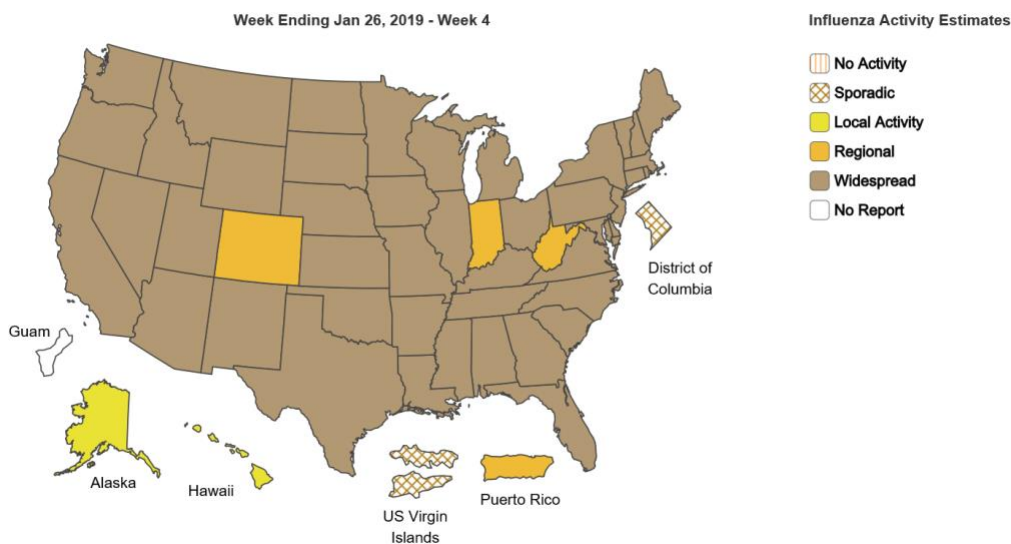 Week Ending Jan 26, 2019 - Week 4
Influenza Activity Estimates
No Activity
Sporadic
Local Activity
Regional
Widespread
No Report
District of
Columbia
Guam
Alaska
Hawaii
US Virgin
Islands
Puerto Rico